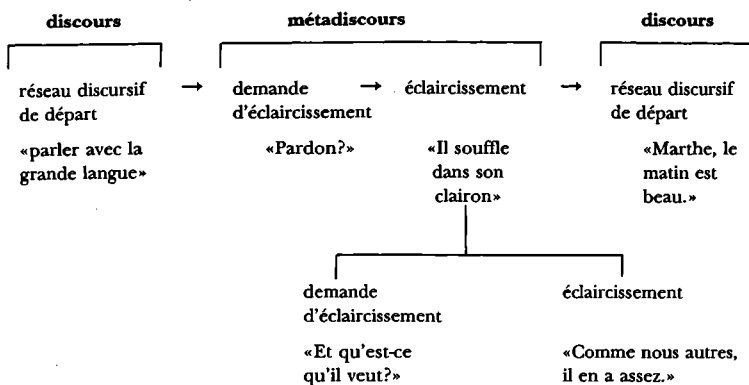 discours métadiscours discours
réseau discursif → demande → éclaircissement → réseau discursif
de départ d'éclaircissement de départ
«parler avec la «Pardon?» «Il souffle «Marthe, le
grande langue» dans son matin est
clairon» beau.»
demande éclaircissement
d'éclaircissement
«Et qu'est-ce «Comme nous autres,
qu'il veut?» il en a assez.»